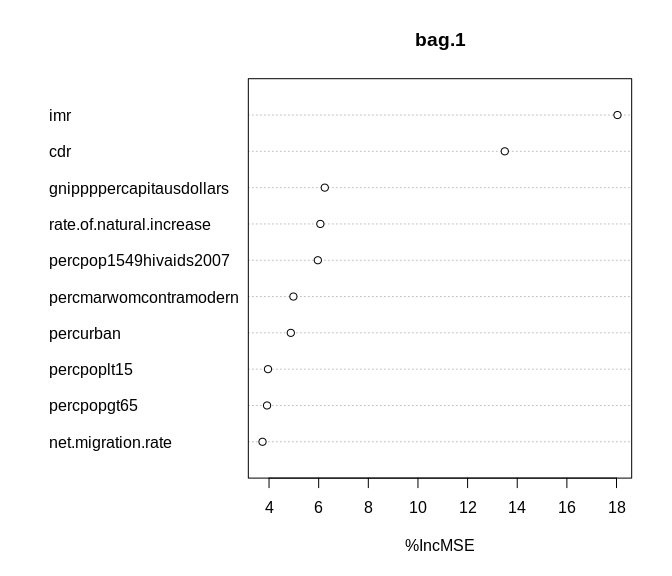 bag.1
imr
cdr
gnippppercapitausdollars
rate.of.natural.increase
percpop1549hivaids2007
percmarwomcontramodern
percurban
percpoplt15
percpopgt65
net.migration.rate
4 6 8 10 12 14 16 18
%IncMSE